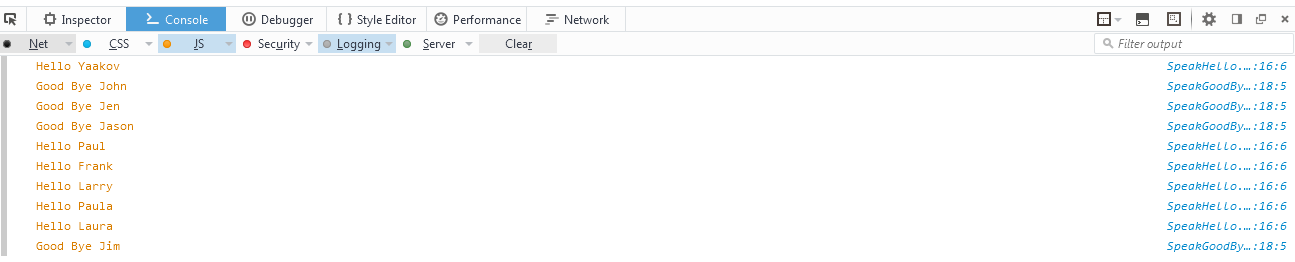 Inspector Console Debugger { } Style Editor Performance Network
Net CSS JS Security Logging Server Clear Filter output
Hello Yaakov SpeakHello.…:16:6
Good Bye John SpeakGoodBy…:18:5
Good Bye Jen SpeakGoodBy…:18:5
Good Bye Jason SpeakGoodBy…:18:5
Hello Paul SpeakHello.…:16:6
Hello Frank SpeakHello.…:16:6
Hello Larry SpeakHello.…:16:6
Hello Paula SpeakHello.…:16:6
Hello Laura SpeakHello.…:16:6
Good Bye Jim SpeakGoodBy…:18:5